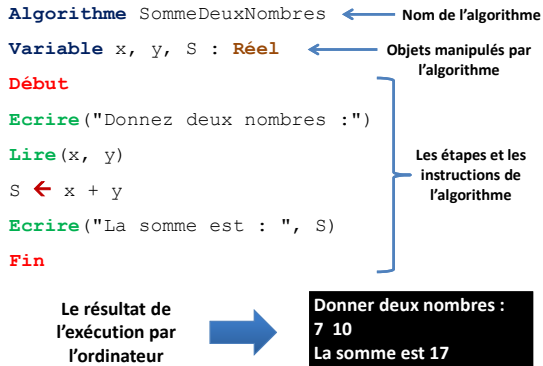 Algorithme SommeDeuxNombres
Nom de l'algorithme
Variable x, y, S : Réel
Objets manipulés par
l'algorithme
Début
Ecrire("Donnez deux nombres :")
Lire(x, y)
S ← x + y
Ecrire("La somme est : ", S)
Fin
Les étapes et les
instructions de
l'algorithme
Le résultat de
l'exécution par
l'ordinateur
Donner deux nombres :
7 10
La somme est 17